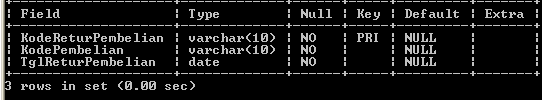 | Field | Type | Null | Key | Default | Extra |
| KodeReturPembelian | varchar(10) | NO | PRI | NULL | |
| KodePembelian | varchar(10) | NO | | NULL | |
| TglReturPembelian | date | NO | | NULL | |
3 rows in set (0.00 sec)